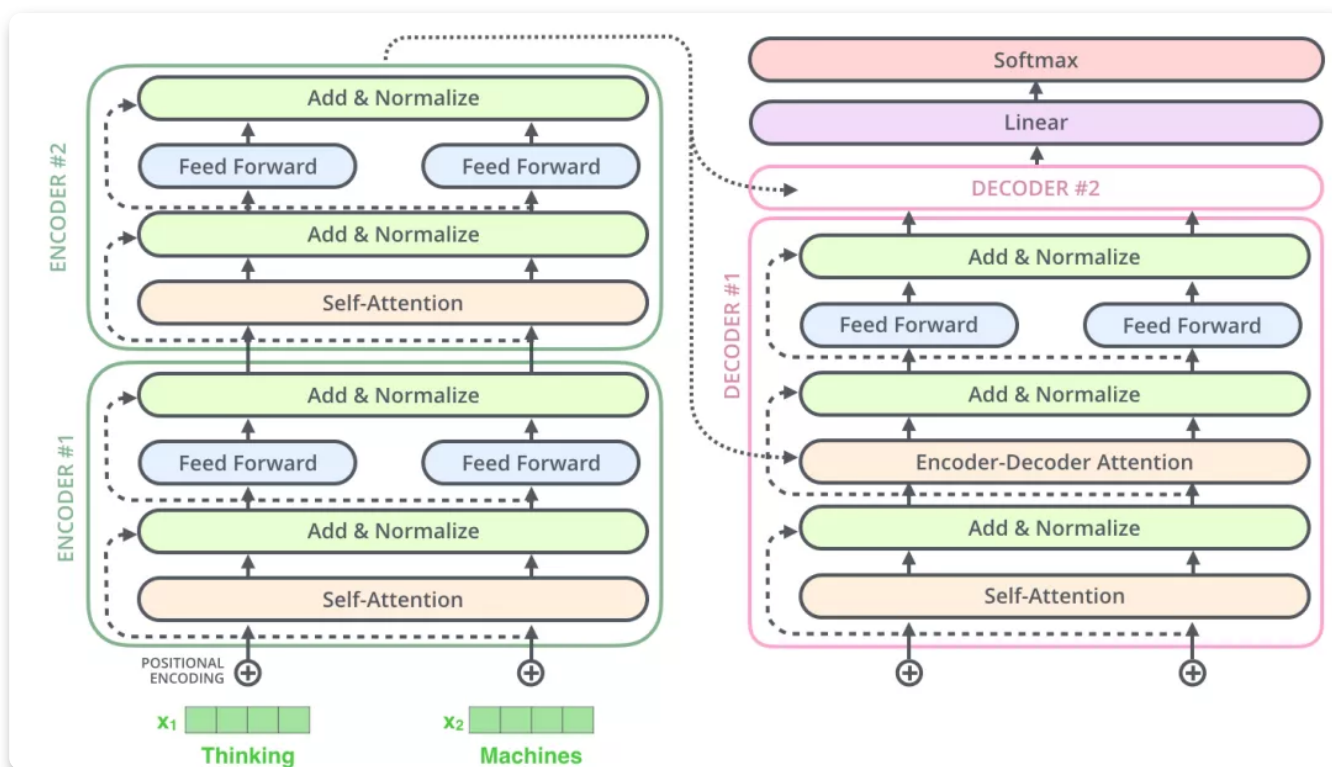 ENCODER #2
Add & Normalize
Feed Forward
Feed Forward
Add & Normalize
Self-Attention
ENCODER #1
Add & Normalize
Feed Forward
Feed Forward
Add & Normalize
Self-Attention
POSITIONAL
ENCODING
x₁
x₂
Thinking
Machines
Softmax
Linear
DECODER #2
DECODER #1
Add & Normalize
Feed Forward
Feed Forward
Add & Normalize
Encoder-Decoder Attention
Add & Normalize
Self-Attention